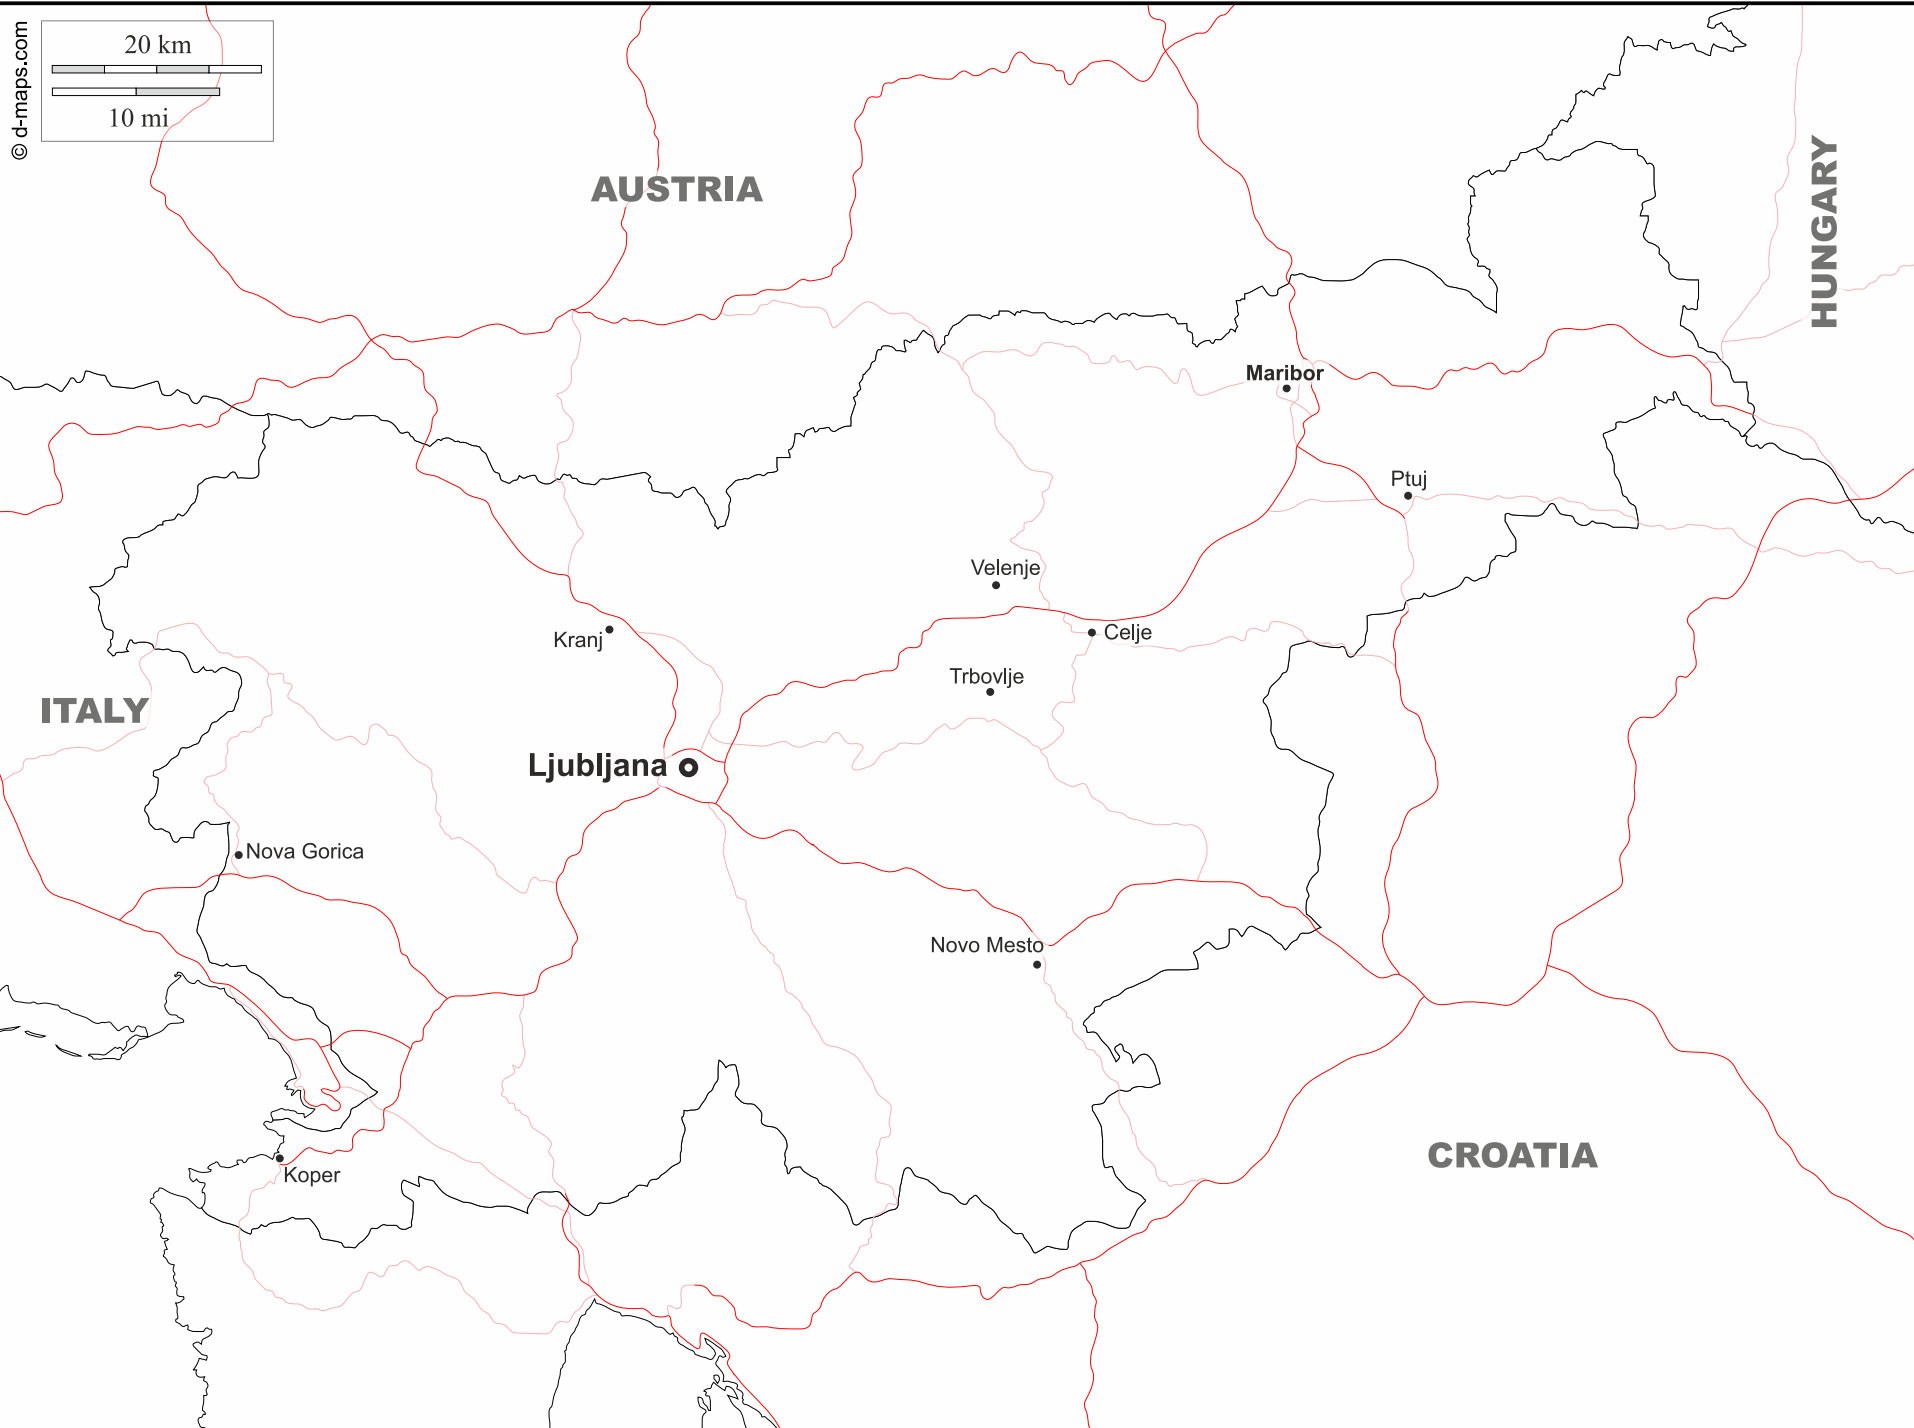 © d-maps.com
20 km
10 mi
AUSTRIA
HUNGARY
Maribor
Ptuj
Velenje
Kranj
Celje
Trbovlje
ITALY
Ljubljana
Nova Gorica
Novo Mesto
CROATIA
Koper